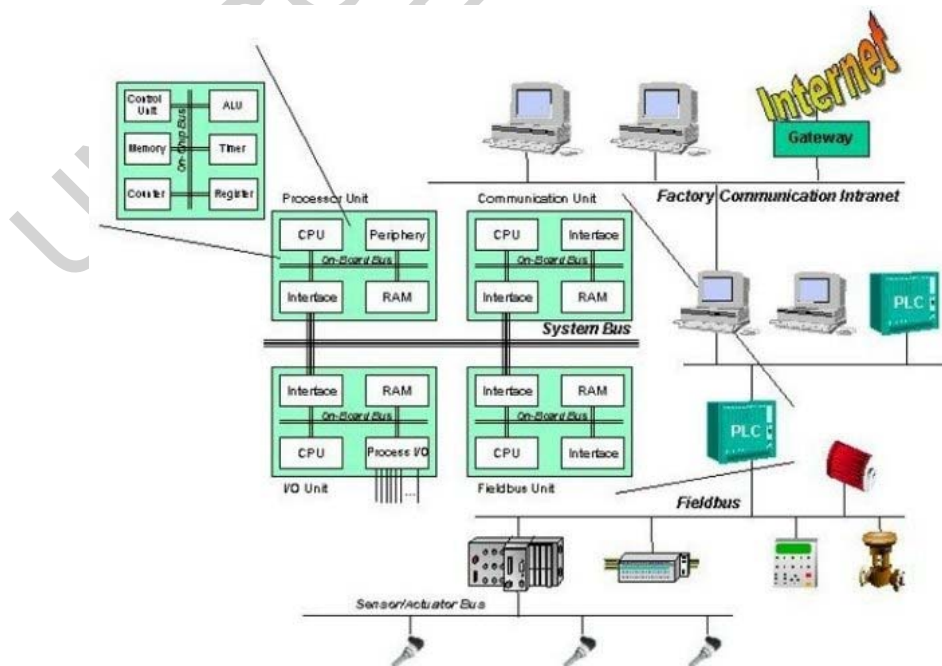 Internet
Gateway
Factory Communication Intranet
Control Unit
ALU
On-Chip Bus
Memory
Timer
Counter
Register
Processor Unit
CPU
Periphery
On-Board Bus
Interface
RAM
Communication Unit
CPU
Interface
On-Board Bus
Interface
RAM
System Bus
PLC
Interface
RAM
On-Board Bus
CPU
Process I/O
I/O Unit
Interface
RAM
On-Board Bus
CPU
Interface
Fieldbus Unit
PLC
Fieldbus
Sensor/Actuator Bus